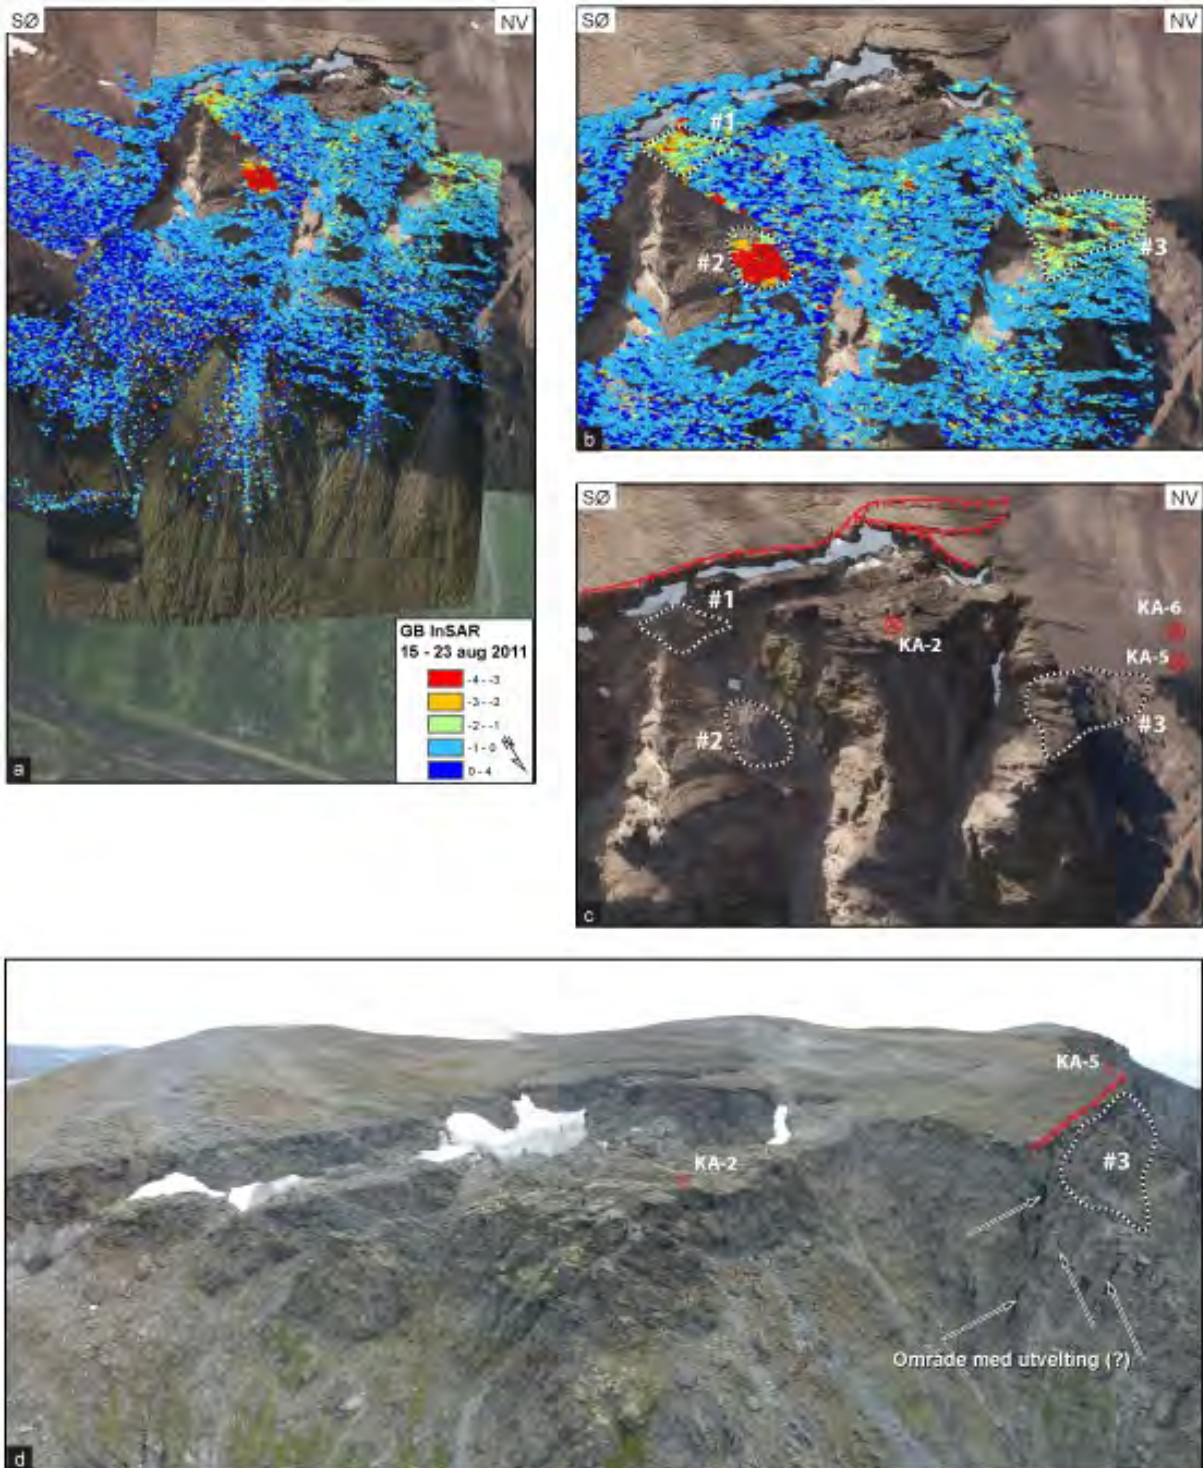 SØ
NV
GB InSAR
15 - 23 aug 2011
-4 - -3
-3 - -2
-2 - -1
-1 - 0
0 - 4
a
SØ
NV
#1
#2
#3
b
SØ
NV
#1
KA-6
KA-2
KA-5
#2
#3
c
KA-5
#3
KA-2
Område med utvelting (?)
d